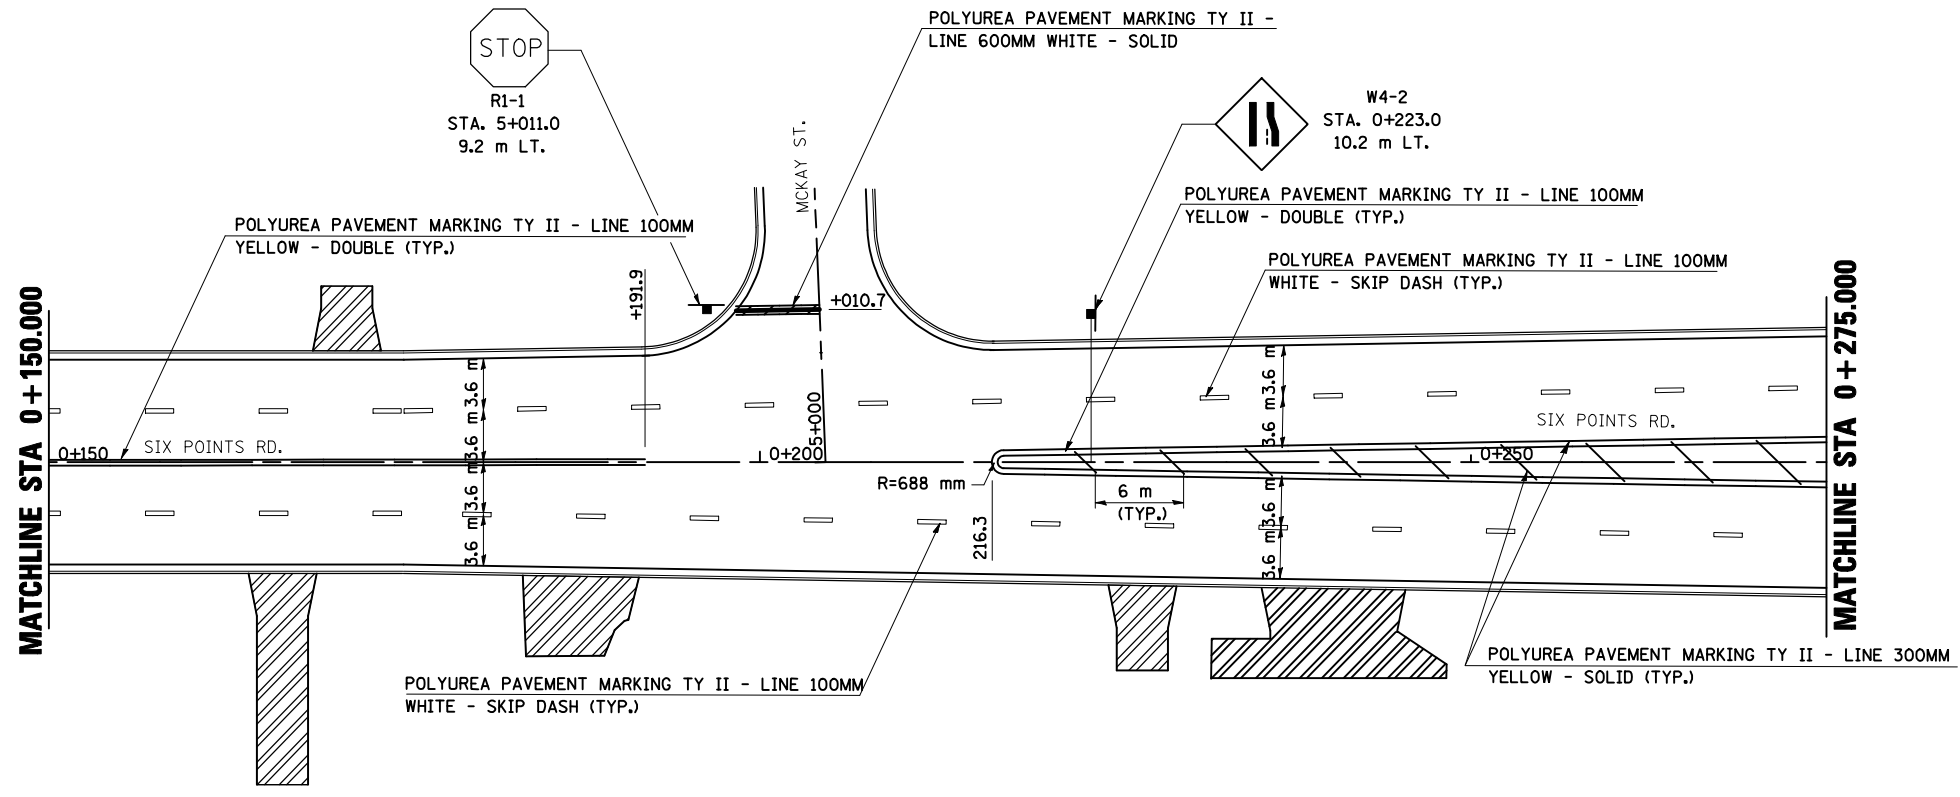 STOP
R1-1
STA. 5+011.0
9.2 m LT.
POLYUREA PAVEMENT MARKING TY II -
LINE 600MM WHITE - SOLID
MCKAY ST.
W4-2
STA. 0+223.0
10.2 m LT.
POLYUREA PAVEMENT MARKING TY II - LINE 100MM
YELLOW - DOUBLE (TYP.)
POLYUREA PAVEMENT MARKING TY II - LINE 100MM
YELLOW - DOUBLE (TYP.)
POLYUREA PAVEMENT MARKING TY II - LINE 100MM
WHITE - SKIP DASH (TYP.)
+191.9
+010.7
MATCHLINE STA 0+150.000
MATCHLINE STA 0+275.000
3.6 m
3.6 m
3.6 m
3.6 m
3.6 m
3.6 m
3.6 m
3.6 m
0+150
SIX POINTS RD.
0+200
5+000
SIX POINTS RD.
0+250
R=688 mm
216.3
6 m
(TYP.)
POLYUREA PAVEMENT MARKING TY II - LINE 100MM
WHITE - SKIP DASH (TYP.)
POLYUREA PAVEMENT MARKING TY II - LINE 300MM
YELLOW - SOLID (TYP.)